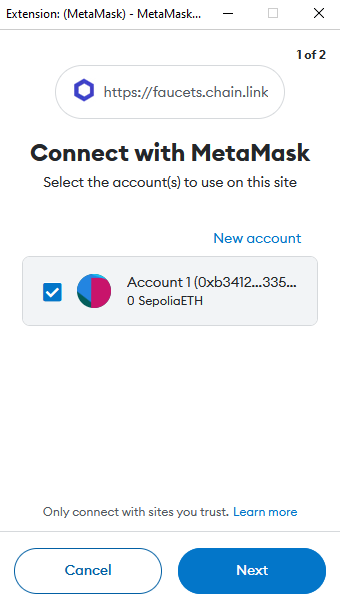 Extension: (MetaMask) - MetaMask...
1 of 2
https://faucets.chain.link
Connect with MetaMask
Select the account(s) to use on this site
New account
Account 1 (0xb3412...335...
0 SepoliaETH
Only connect with sites you trust. Learn more
Cancel
Next